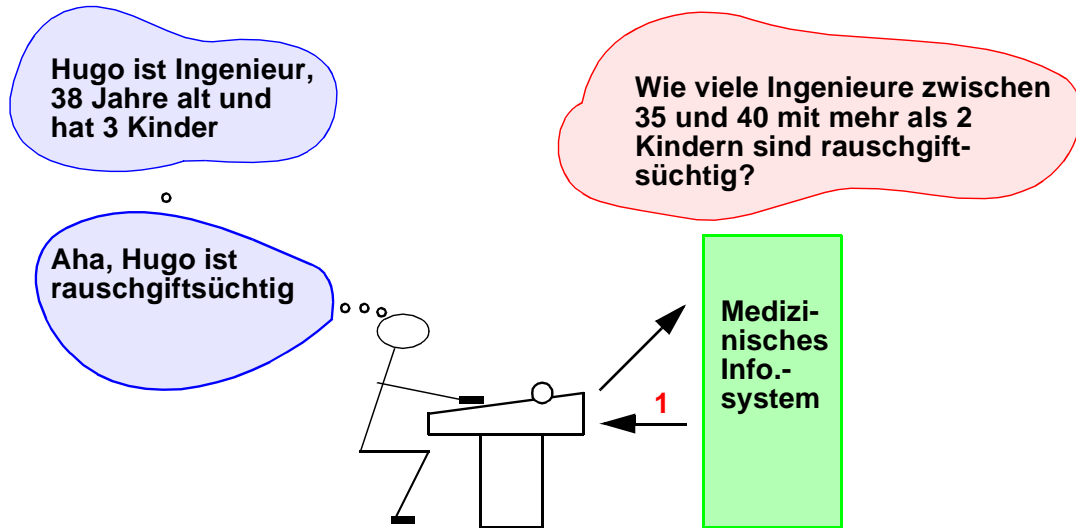 Hugo ist Ingenieur,
38 Jahre alt und
hat 3 Kinder
Wie viele Ingenieure zwischen
35 und 40 mit mehr als 2
Kindern sind rauschgift-
süchtig?
Aha, Hugo ist
rauschgiftsüchtig
Medizi-
nisches
Info.-
system
1